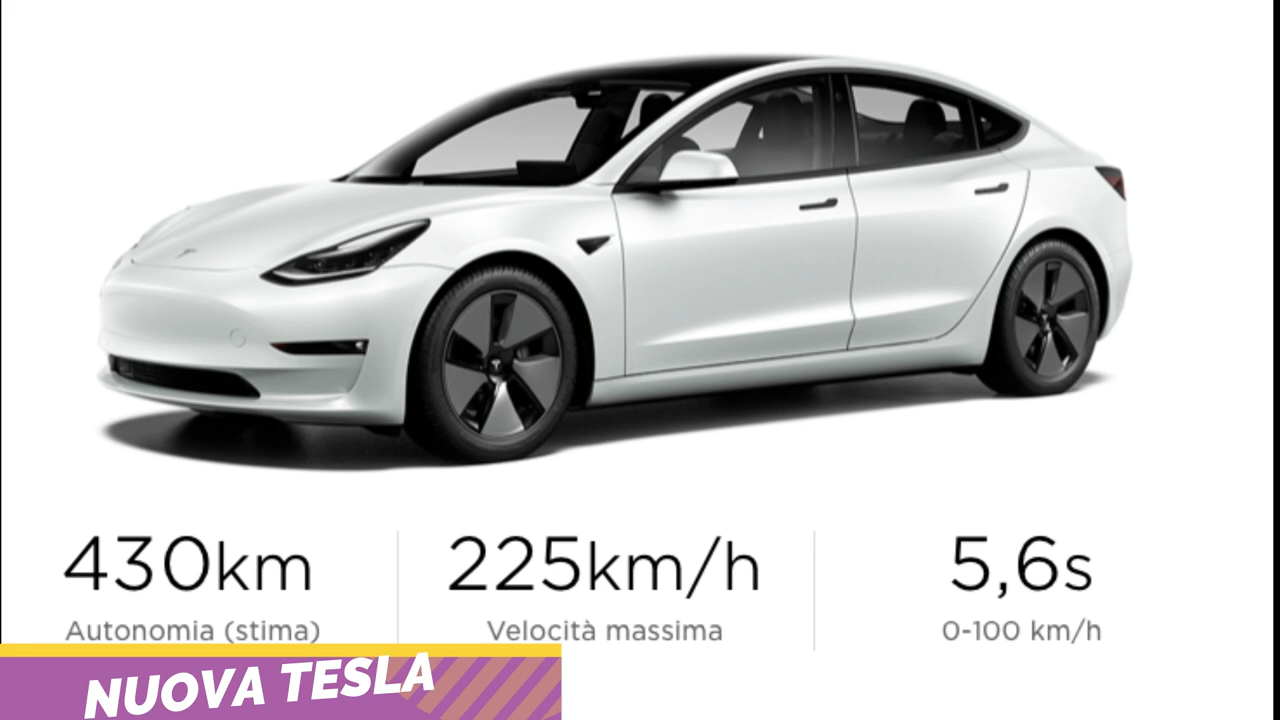 430km
Autonomia (stima)
225km/h
Velocità massima
5,6s
0-100 km/h
NUOVA TESLA